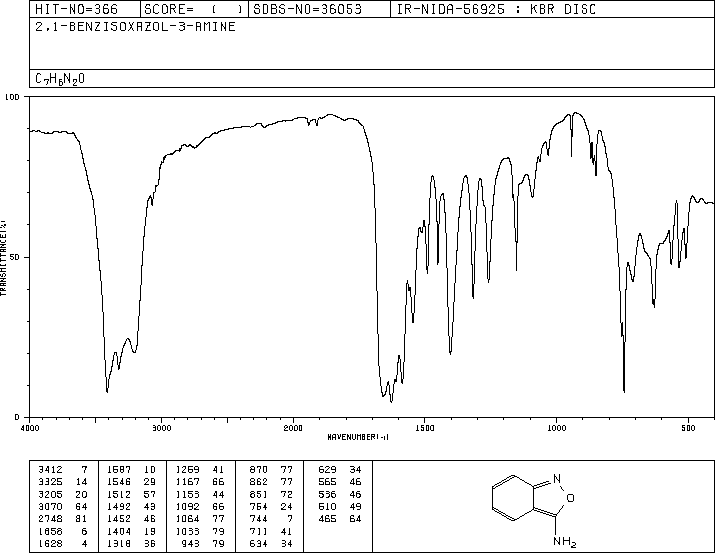 HIT-NO=366 SCORE= ( ) SDBS-NO=36053 IR-NIDA-56925 : KBR DISC
2,1-BENZISOXAZOL-3-AMINE
C7H6N2O
100
50
0
TRANSMITTANCE(%)
4000 3000 2000 1500 1000 500
WAVENUMBER(-1)
3412 7 1587 10 1259 41 870 77 629 34
3325 14 1546 29 1167 66 862 77 565 46
3205 20 1512 57 1153 44 851 72 536 46
3070 64 1492 43 1092 66 754 24 510 49
2748 81 1452 46 1064 77 744 7 465 64
1656 6 1404 19 1033 79 711 41
1628 4 1318 36 943 79 634 34
N
O
NH2